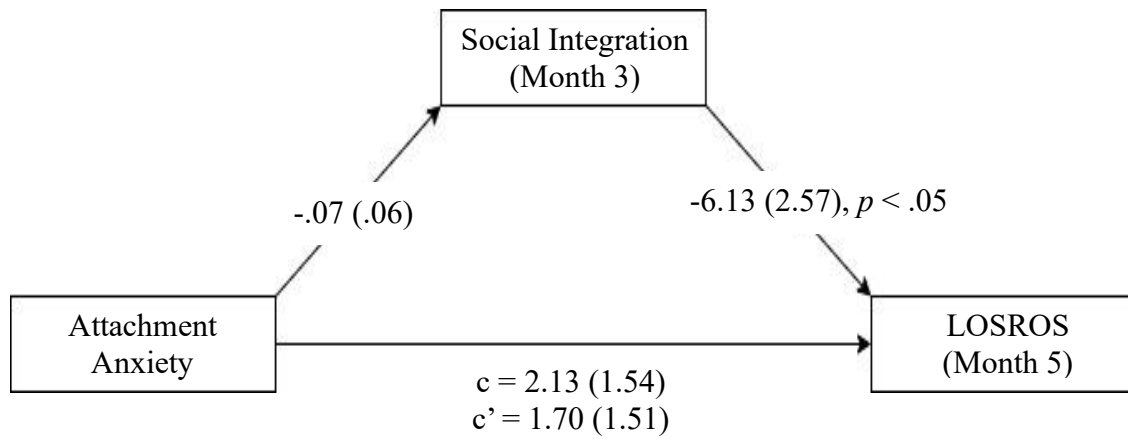 Social Integration
(Month 3)
-.07 (.06)
-6.13 (2.57), p < .05
Attachment
Anxiety
LOSROS
(Month 5)
c = 2.13 (1.54)
c’ = 1.70 (1.51)